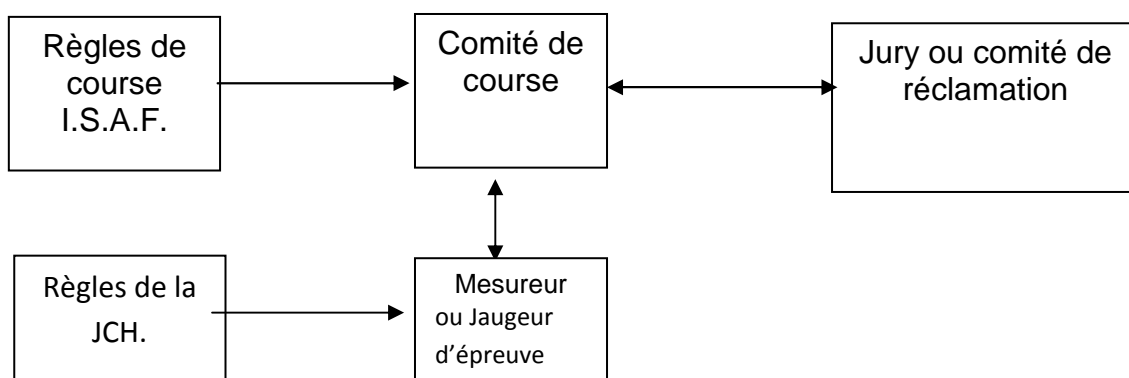 Règles de
course
I.S.A.F.
Comité de
course
Jury ou comité de
réclamation
Règles de la
JCH.
Mesureur
ou Jaugeur
d'épreuve